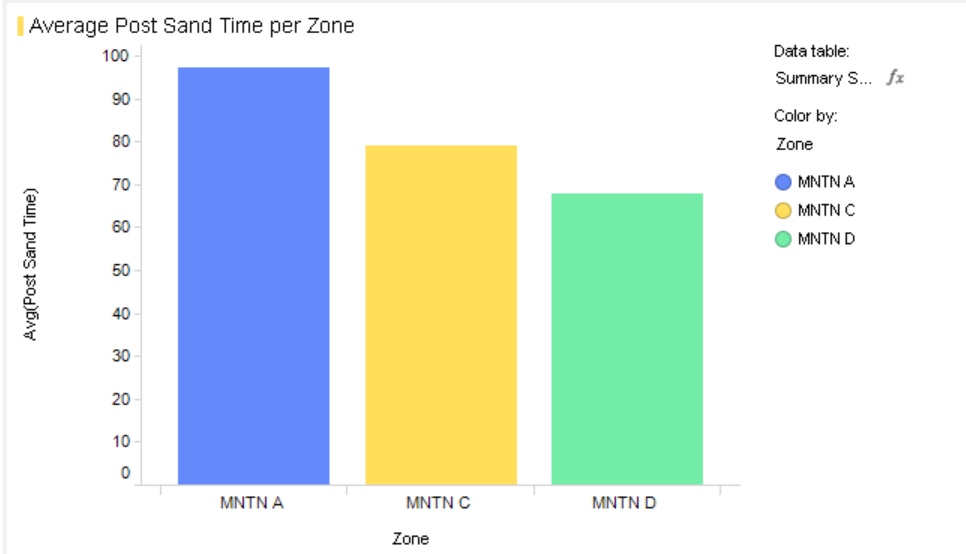 Average Post Sand Time per Zone
100
90
80
70
60
50
40
30
20
10
0
Avg(Post Sand Time)
MNTN A
MNTN C
MNTN D
Zone
Data table:
Summary S... fx
Color by:
Zone
MNTN A
MNTN C
MNTN D